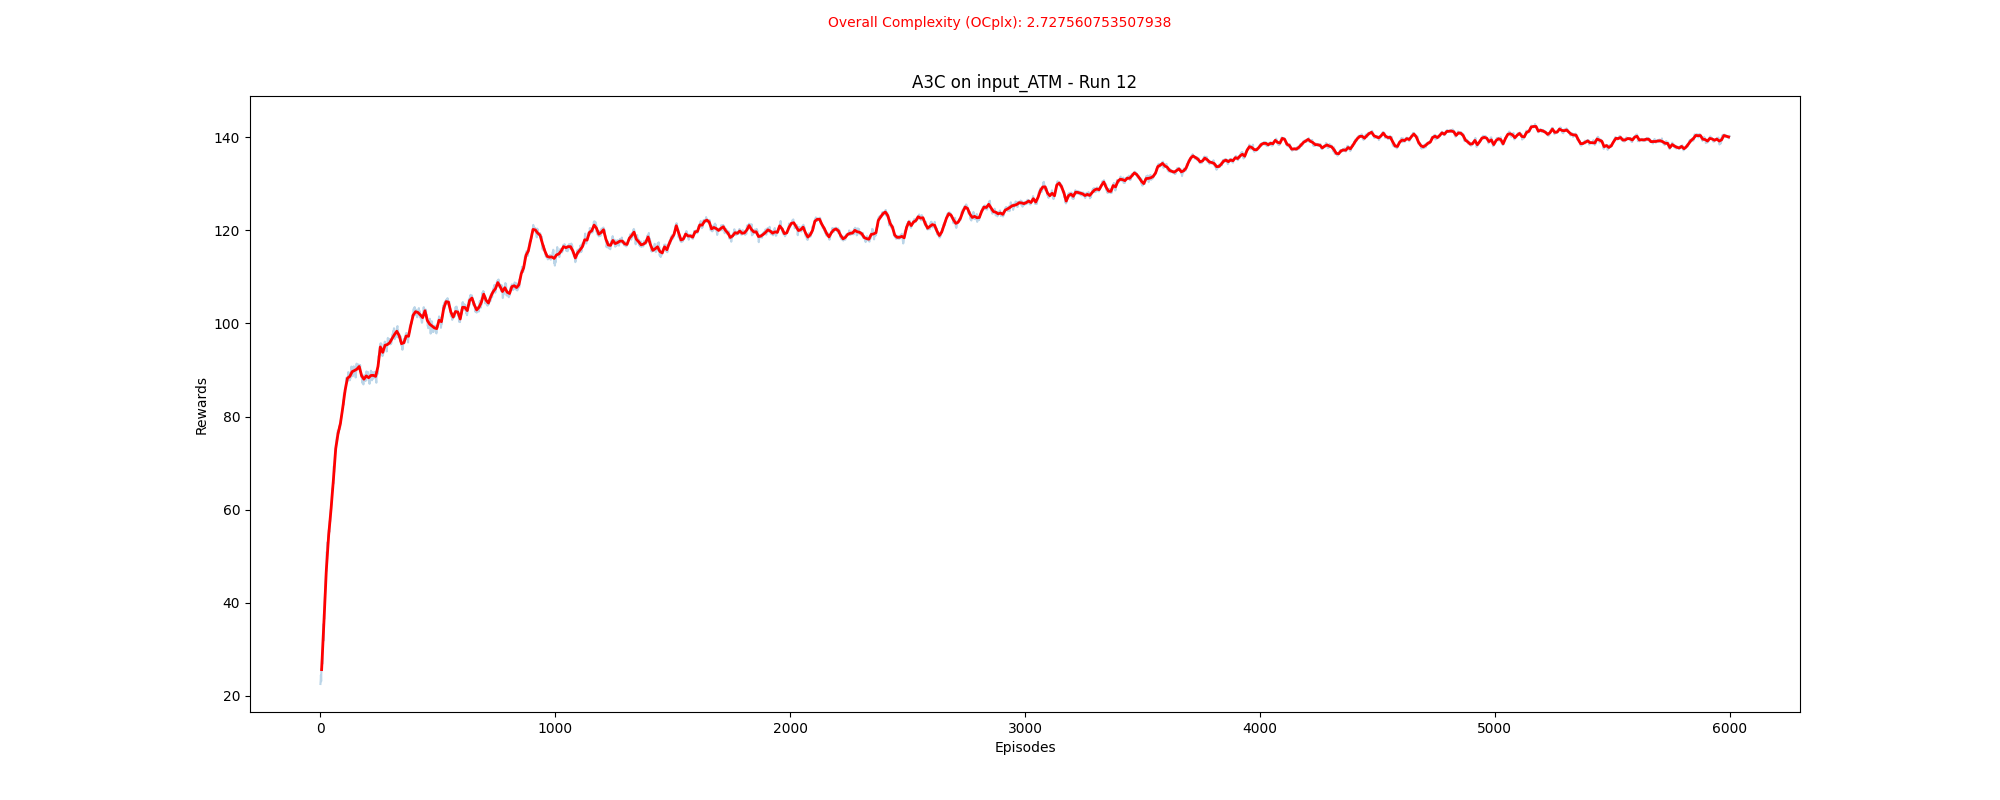 Overall Complexity (OCplx): 2.727560753507938
A3C on input_ATM - Run 12
140
120
100
80
60
40
20
Rewards
0 1000 2000 3000 4000 5000 6000
Episodes